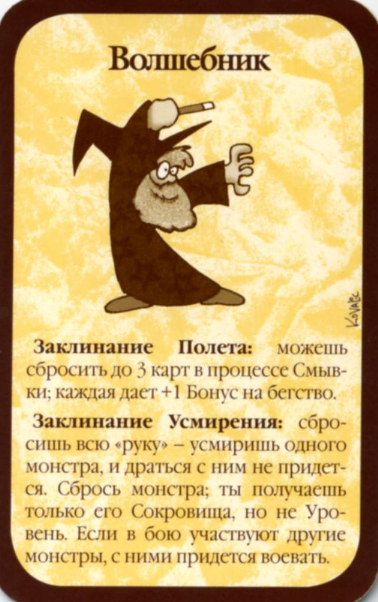 Волшебник
Kovalic
Заклинание Полета: можешь
сбросить до 3 карт в процессе Смыв-
ки; каждая дает +1 Бонус на бегство.
Заклинание Усмирения: сбро-
сишь всю «руку» – усмиришь одного
монстра, и драться с ним не придет-
ся. Сбрось монстра; ты получаешь
только его Сокровища, но не Уро-
вень. Если в бою участвуют другие
монстры, с ними придется воевать.